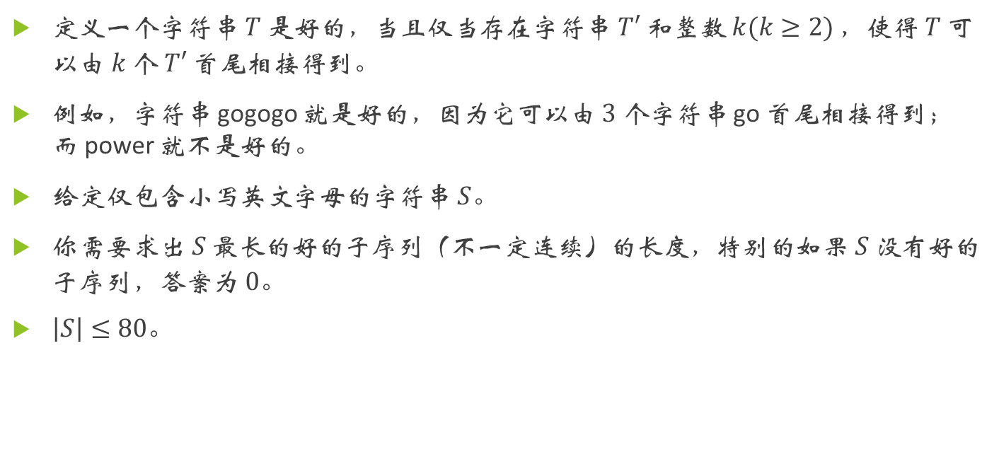 定义一个字符串 T 是好的，当且仅当存在字符串 T′ 和整数 k(k ≥ 2)，使得 T 可
以由 k 个 T′ 首尾相接得到。
例如，字符串 gogogo 就是好的，因为它可以由 3 个字符串 go 首尾相接得到；
而 power 就不是好的。
给定仅包含小写英文字母的字符串 S。
你需要求出 S 最长的好的子序列（不一定连续）的长度，特别的如果 S 没有好的
子序列，答案为 0。
|S| ≤ 80。